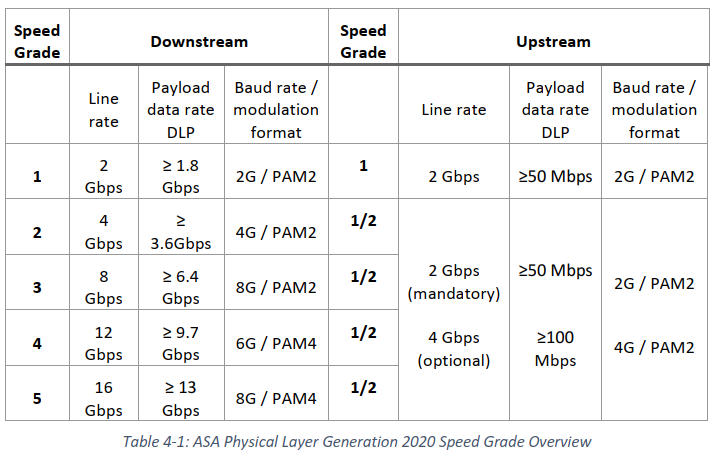 Speed Grade
Downstream
Speed Grade
Upstream
Line rate
Payload data rate DLP
Baud rate / modulation format
Line rate
Payload data rate DLP
Baud rate / modulation format
1
2 Gbps
≥ 1.8 Gbps
2G / PAM2
1
2 Gbps
≥50 Mbps
2G / PAM2
2
4 Gbps
≥ 3.6Gbps
4G / PAM2
1/2
3
8 Gbps
≥ 6.4 Gbps
8G / PAM2
1/2
2 Gbps (mandatory)
≥50 Mbps
2G / PAM2
4
12 Gbps
≥ 9.7 Gbps
6G / PAM4
1/2
4 Gbps (optional)
≥100 Mbps
4G / PAM2
5
16 Gbps
≥ 13 Gbps
8G / PAM4
1/2
Table 4-1: ASA Physical Layer Generation 2020 Speed Grade Overview